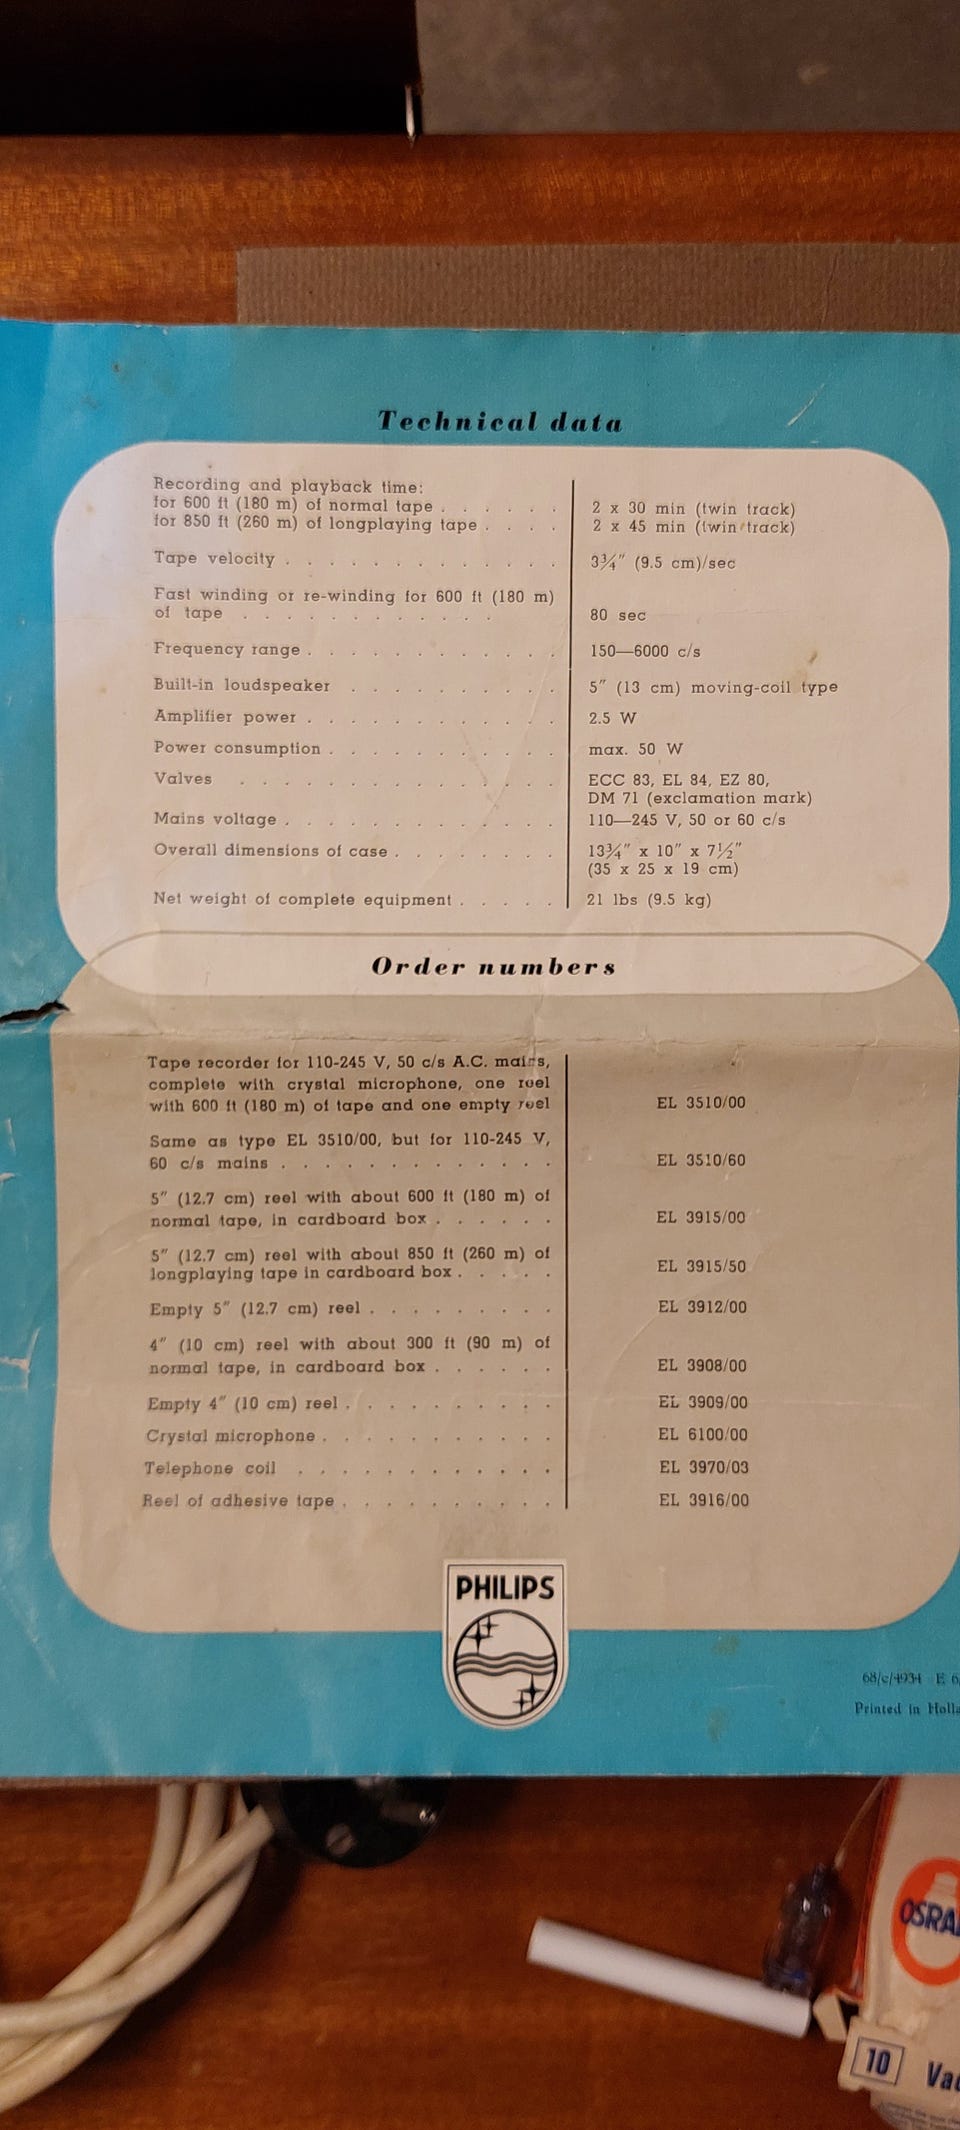 Technical data
Recording and playback time:
for 600 ft (180 m) of normal tape . . . . . . 2 x 30 min (twin track)
for 850 ft (260 m) of longplaying tape . . . . 2 x 45 min (twin track)
Tape velocity . . . . . . . . . . . . . 3¾″ (9.5 cm)/sec
Fast winding or re-winding for 600 ft (180 m)
of tape . . . . . . . . . . . . 80 sec
Frequency range . . . . . . . . . . . . 150—6000 c/s
Built-in loudspeaker . . . . . . . . . . 5″ (13 cm) moving-coil type
Amplifier power . . . . . . . . . . . . 2.5 W
Power consumption . . . . . . . . . . . max. 50 W
Valves . . . . . . . . . . . . . . . ECC 83, EL 84, EZ 80,
DM 71 (exclamation mark)
Mains voltage . . . . . . . . . . . . . 110—245 V, 50 or 60 c/s
Overall dimensions of case . . . . . . . . 13¾″ x 10″ x 7½″
(35 x 25 x 19 cm)
Net weight of complete equipment . . . . . 21 lbs (9.5 kg)
Order numbers
Tape recorder for 110-245 V, 50 c/s A.C. mains,
complete with crystal microphone, one reel
with 600 ft (180 m) of tape and one empty reel EL 3510/00
Same as type EL 3510/00, but for 110-245 V,
60 c/s mains . . . . . . . . . . . . . EL 3510/60
5″ (12.7 cm) reel with about 600 ft (180 m) of
normal tape, in cardboard box . . . . . . EL 3915/00
5″ (12.7 cm) reel with about 850 ft (260 m) of
longplaying tape in cardboard box . . . . . EL 3915/50
Empty 5″ (12.7 cm) reel . . . . . . . . . EL 3912/00
4″ (10 cm) reel with about 300 ft (90 m) of
normal tape, in cardboard box . . . . . . EL 3908/00
Empty 4″ (10 cm) reel . . . . . . . . . . EL 3909/00
Crystal microphone . . . . . . . . . . . EL 6100/00
Telephone coil . . . . . . . . . . . . EL 3970/03
Reel of adhesive tape . . . . . . . . . . EL 3916/00
PHILIPS
68/c/4934 E 6
Printed in Holla
OSRA
10 Vac